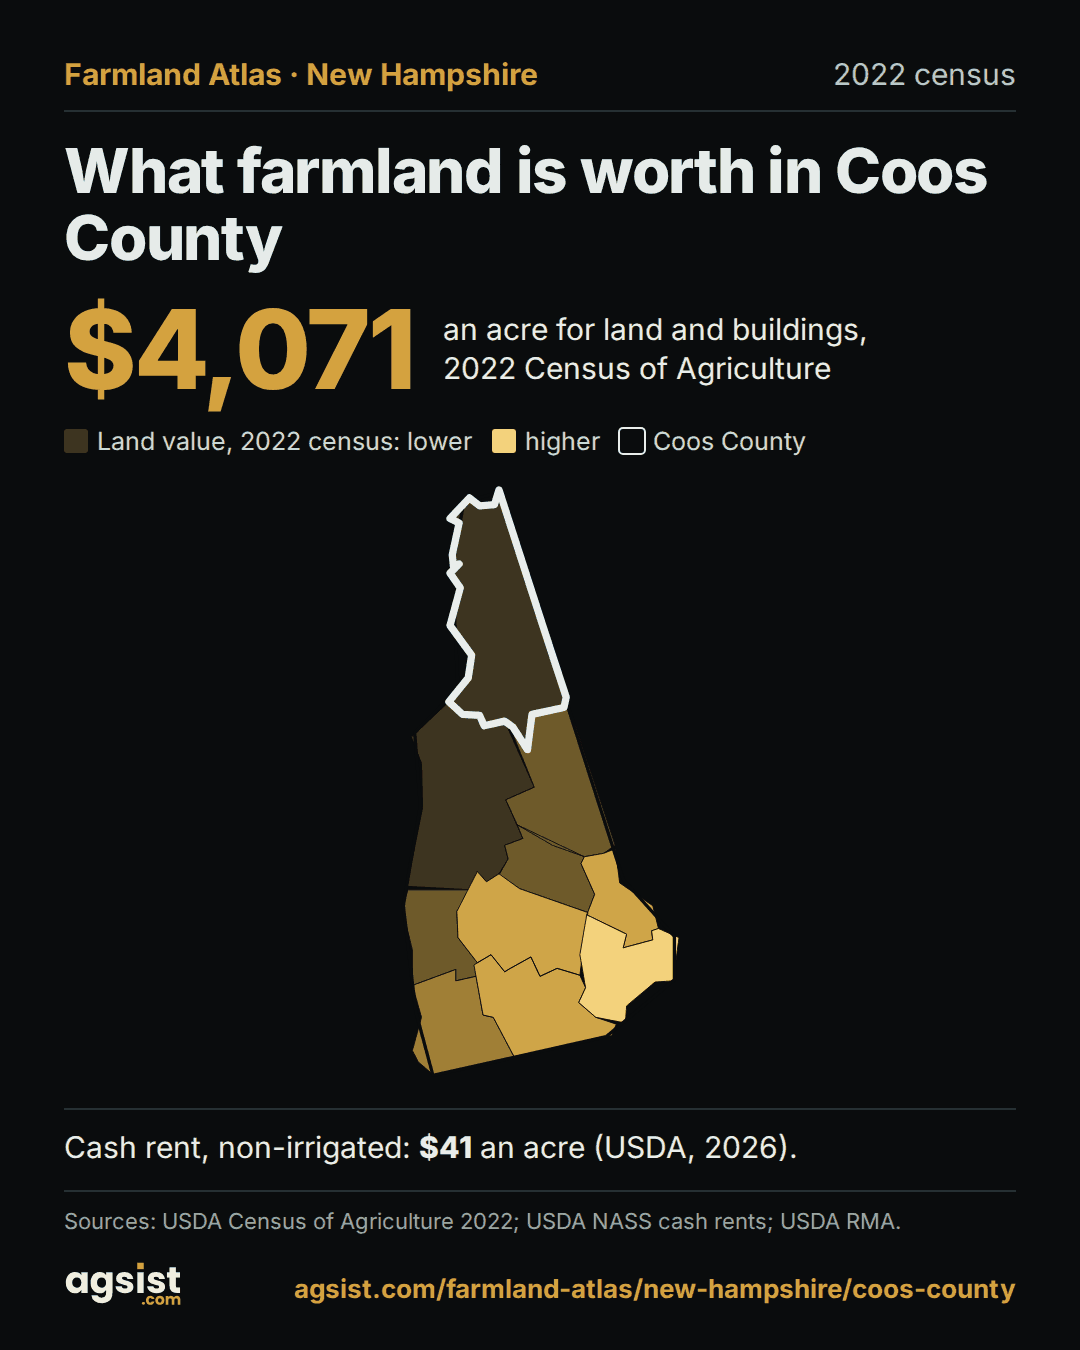 Farmland Atlas · New Hampshire
2022 census
What farmland is worth in Coos
County
$4,071
an acre for land and buildings,
2022 Census of Agriculture
Land value, 2022 census: lower
higher
Coos County
Cash rent, non-irrigated: $41 an acre (USDA, 2026).
Sources: USDA Census of Agriculture 2022; USDA NASS cash rents; USDA RMA.
agsist
.com
agsist.com/farmland-atlas/new-hampshire/coos-county